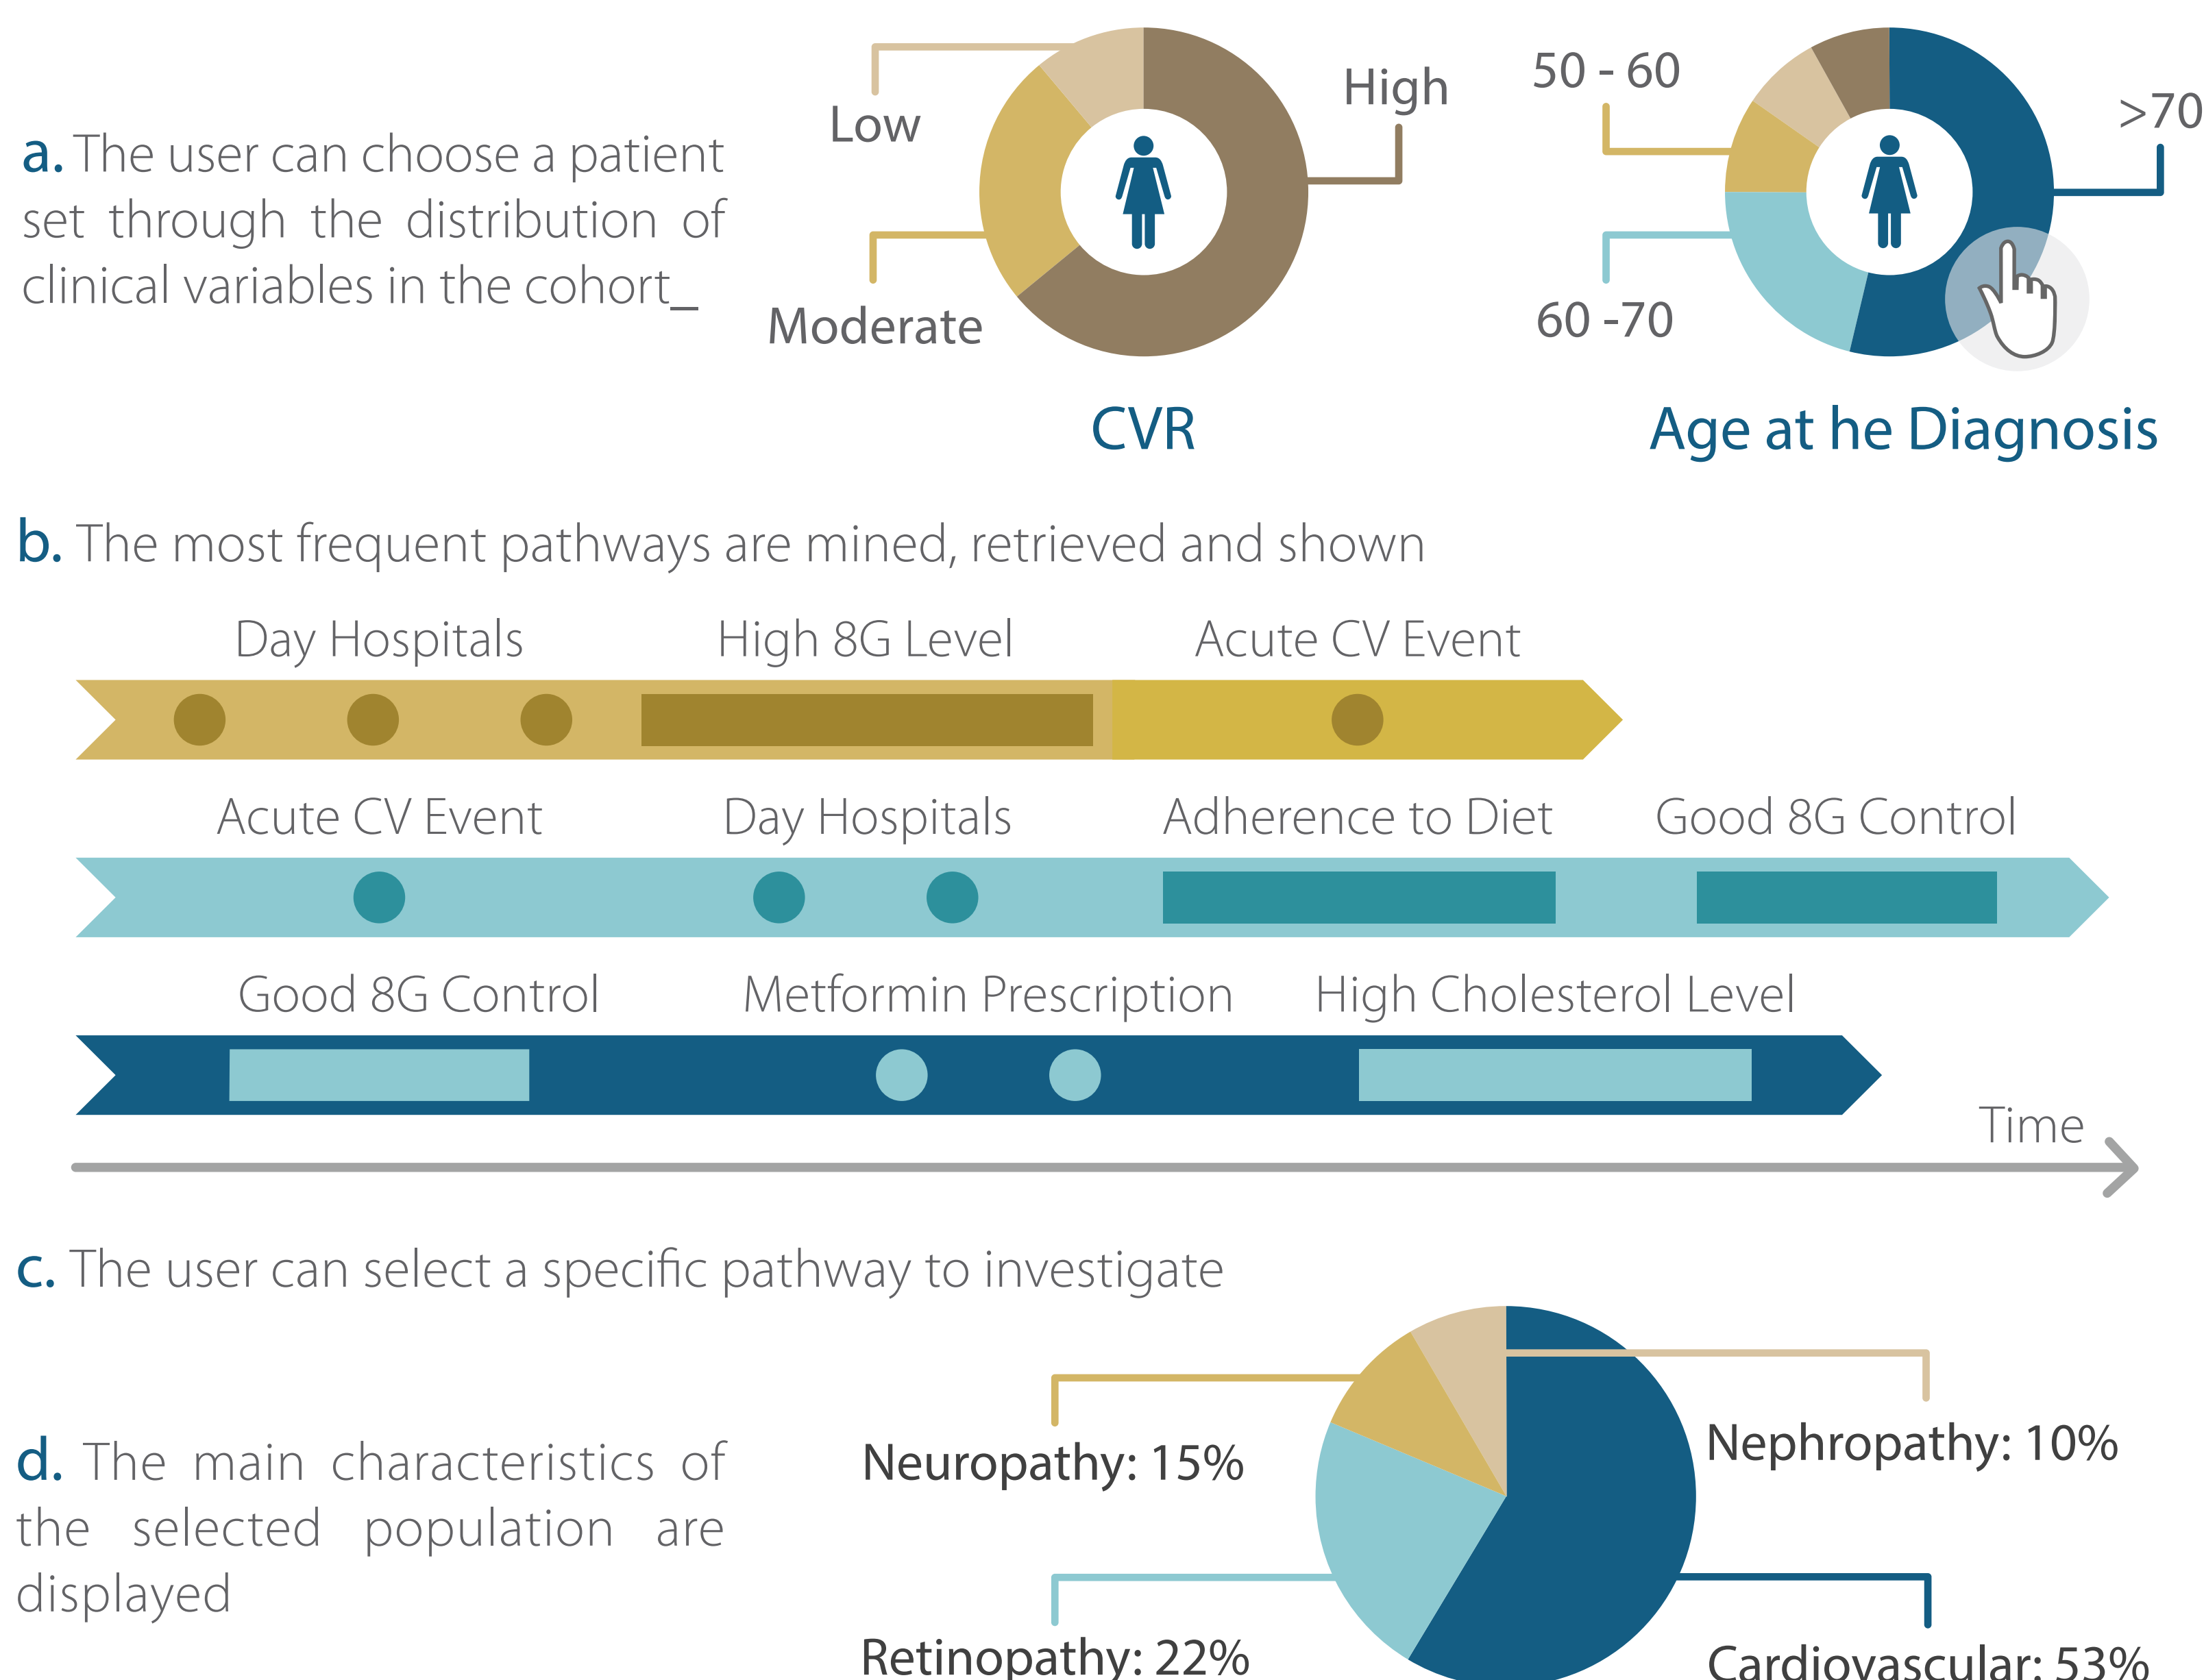 a. The user can choose a patient
set through the distribution of
clinical variables in the cohort_
Low
High
Moderate
CVR
50 - 60
>70
60 -70
Age at he Diagnosis
b. The most frequent pathways are mined, retrieved and shown
Day Hospitals High 8G Level Acute CV Event
Acute CV Event Day Hospitals Adherence to Diet Good 8G Control
Good 8G Control Metformin Prescription High Cholesterol Level
Time
c. The user can select a specific pathway to investigate
d. The main characteristics of
the selected population are
displayed
Neuropathy: 15%
Nephropathy: 10%
Retinopathy: 22%
Cardiovascular: 53%